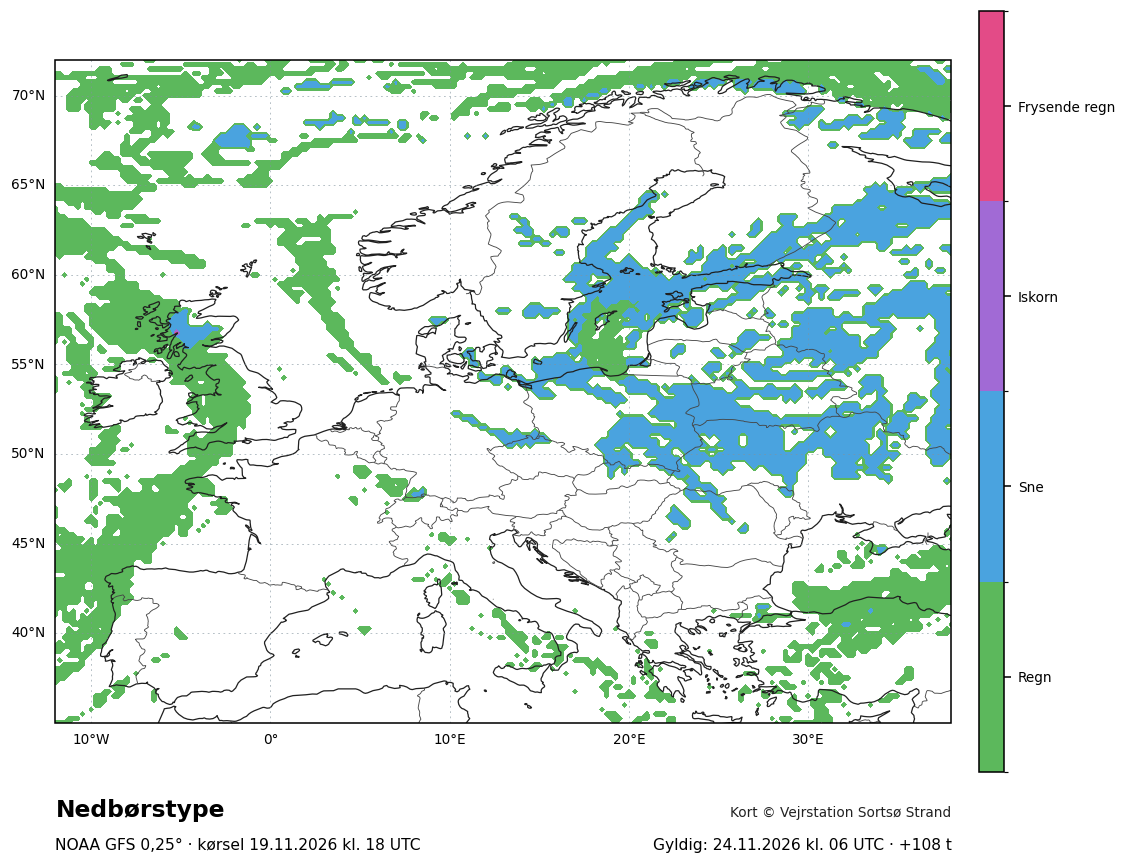 70°N
65°N
60°N
55°N
50°N
45°N
40°N
10°W
0°
10°E
20°E
30°E
Frysende regn
Iskorn
Sne
Regn
Nedbørstype
Kort © Vejrstation Sortsø Strand
NOAA GFS 0,25° · kørsel 19.11.2026 kl. 18 UTC
Gyldig: 24.11.2026 kl. 06 UTC · +108 t